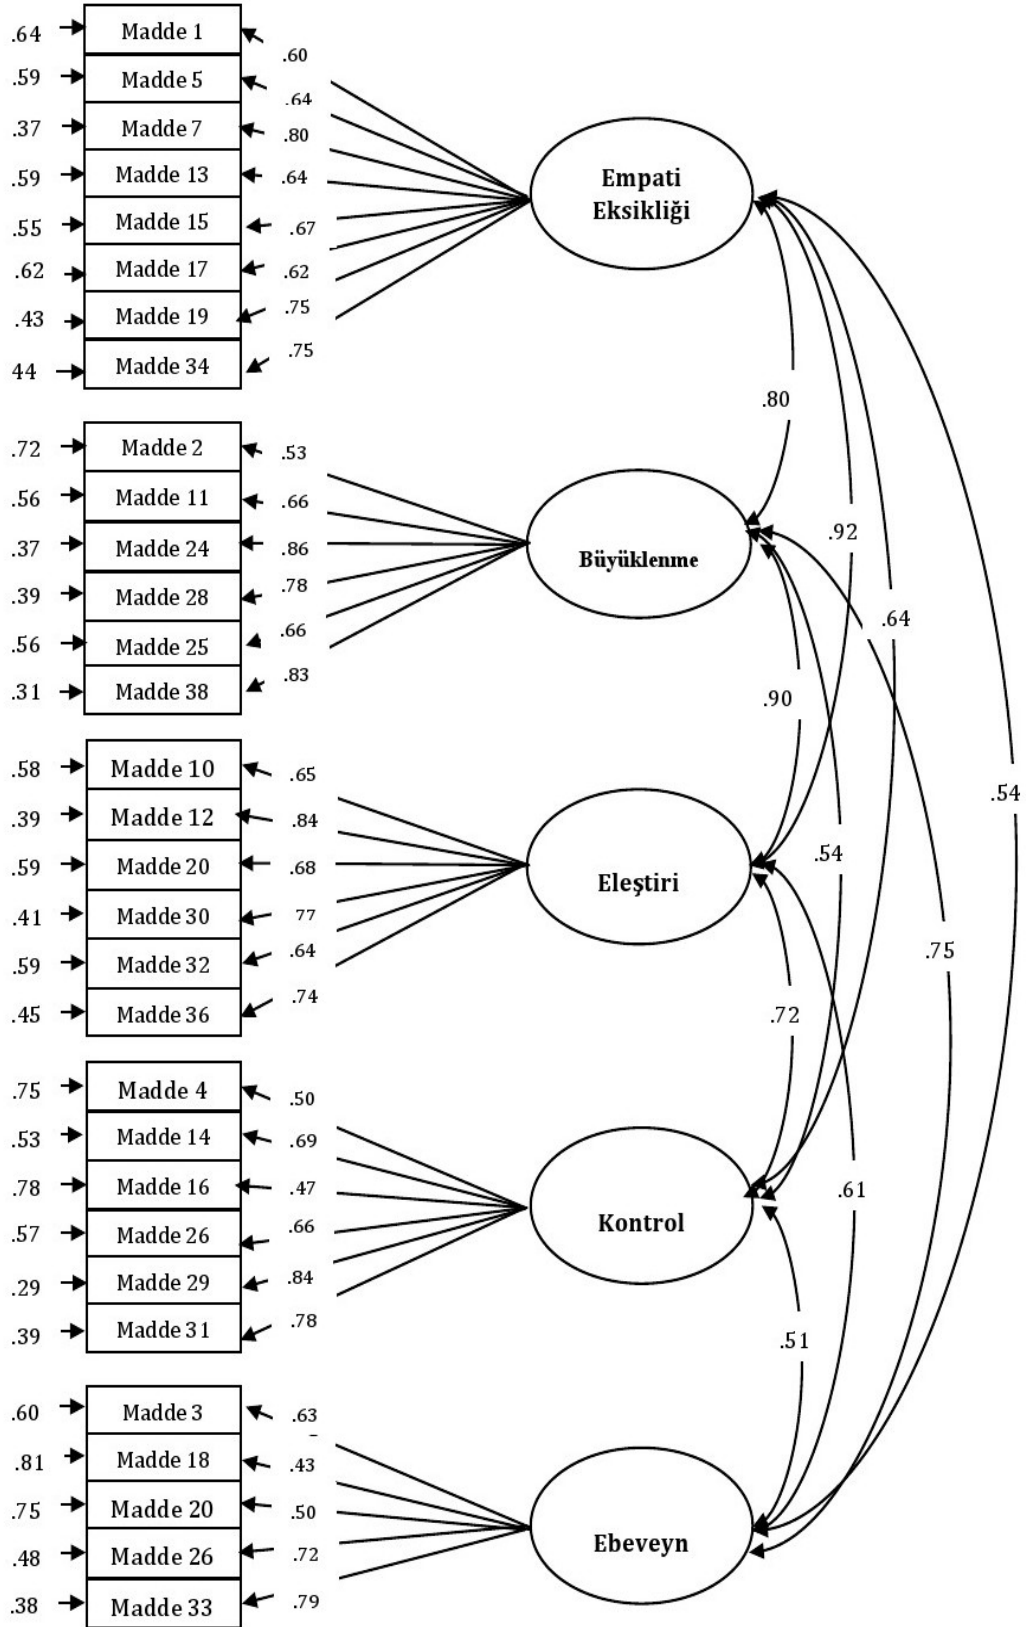 .64 Madde 1 .60
.59 Madde 5 .64
.37 Madde 7 .80
.59 Madde 13 .64
.55 Madde 15 .67
.62 Madde 17 .62
.43 Madde 19 .75
44 Madde 34 .75
Empati
Eksikliği
.72 Madde 2 .53
.56 Madde 11 .66
.37 Madde 24 .86
.39 Madde 28 .78
.56 Madde 25 .66
.31 Madde 38 .83
Büyüklenme
.58 Madde 10 .65
.39 Madde 12 .84
.59 Madde 20 .68
.41 Madde 30 77
.59 Madde 32 .64
.45 Madde 36 .74
Eleştiri
.75 Madde 4 .50
.53 Madde 14 .69
.78 Madde 16 .47
.57 Madde 26 .66
.29 Madde 29 .84
.39 Madde 31 .78
Kontrol
.60 Madde 3 .63
.81 Madde 18 .43
.75 Madde 20 .50
.48 Madde 26 .72
.38 Madde 33 .79
Ebeveyn
.80
.92
.64
.90
.54
.54
.75
.72
.61
.51